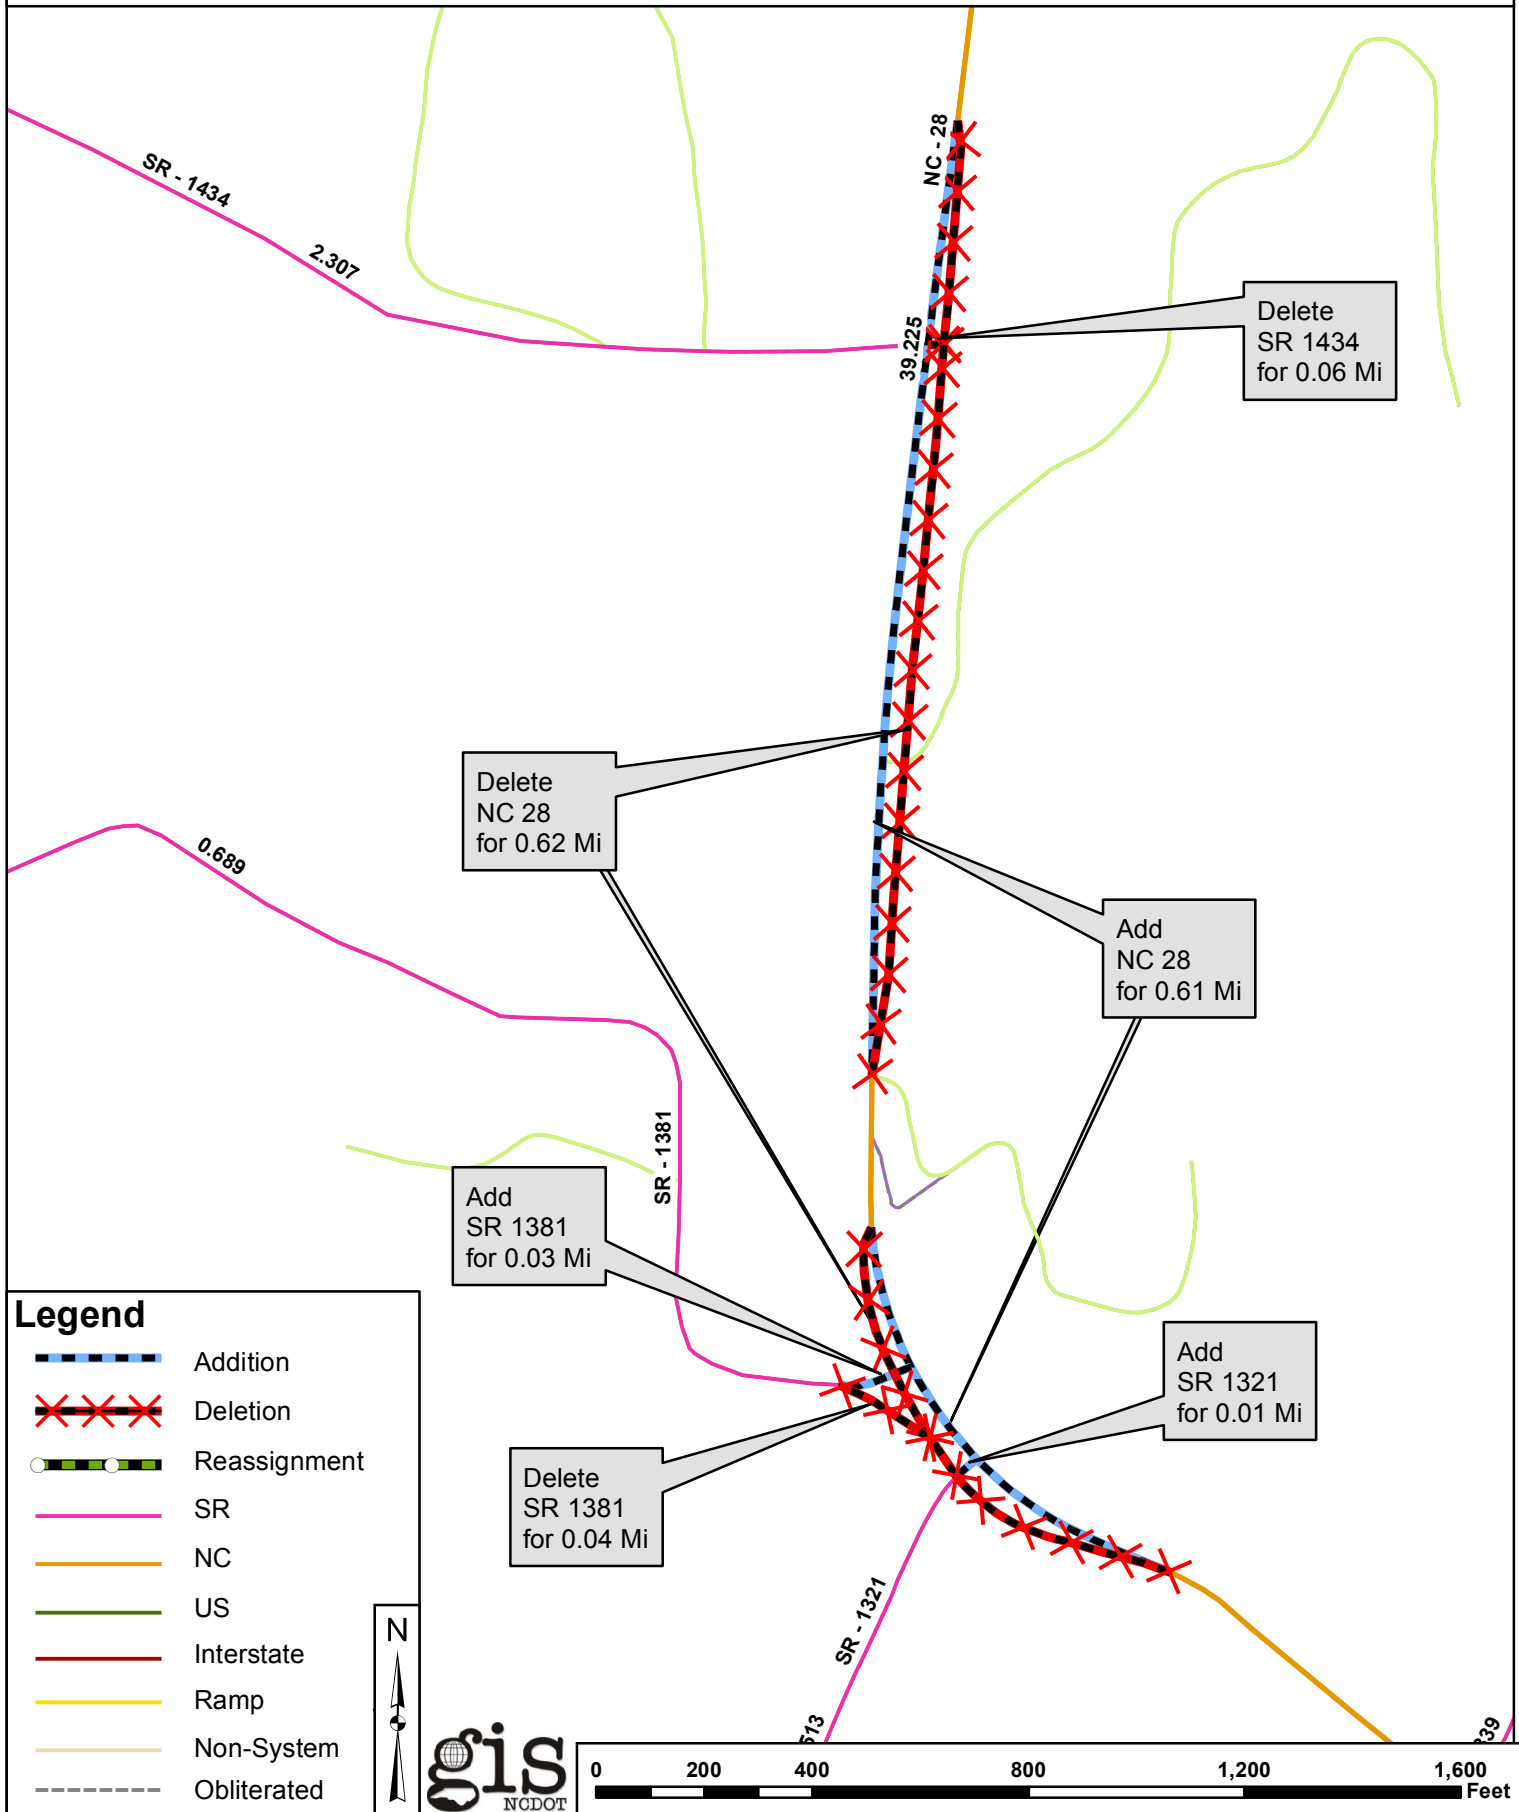 NC - 28
SR - 1434
2.307
39.225
Delete
SR 1434
for 0.06 Mi
Delete
NC 28
for 0.62 Mi
0.689
Add
NC 28
for 0.61 Mi
SR - 1381
Add
SR 1381
for 0.03 Mi
Add
SR 1321
for 0.01 Mi
Delete
SR 1381
for 0.04 Mi
SR - 1321
Legend
Addition
Deletion
Reassignment
SR
NC
US
Interstate
Ramp
Non-System
Obliterated
N
gis
NCDOT
0 200 400 800 1,200 1,600
Feet